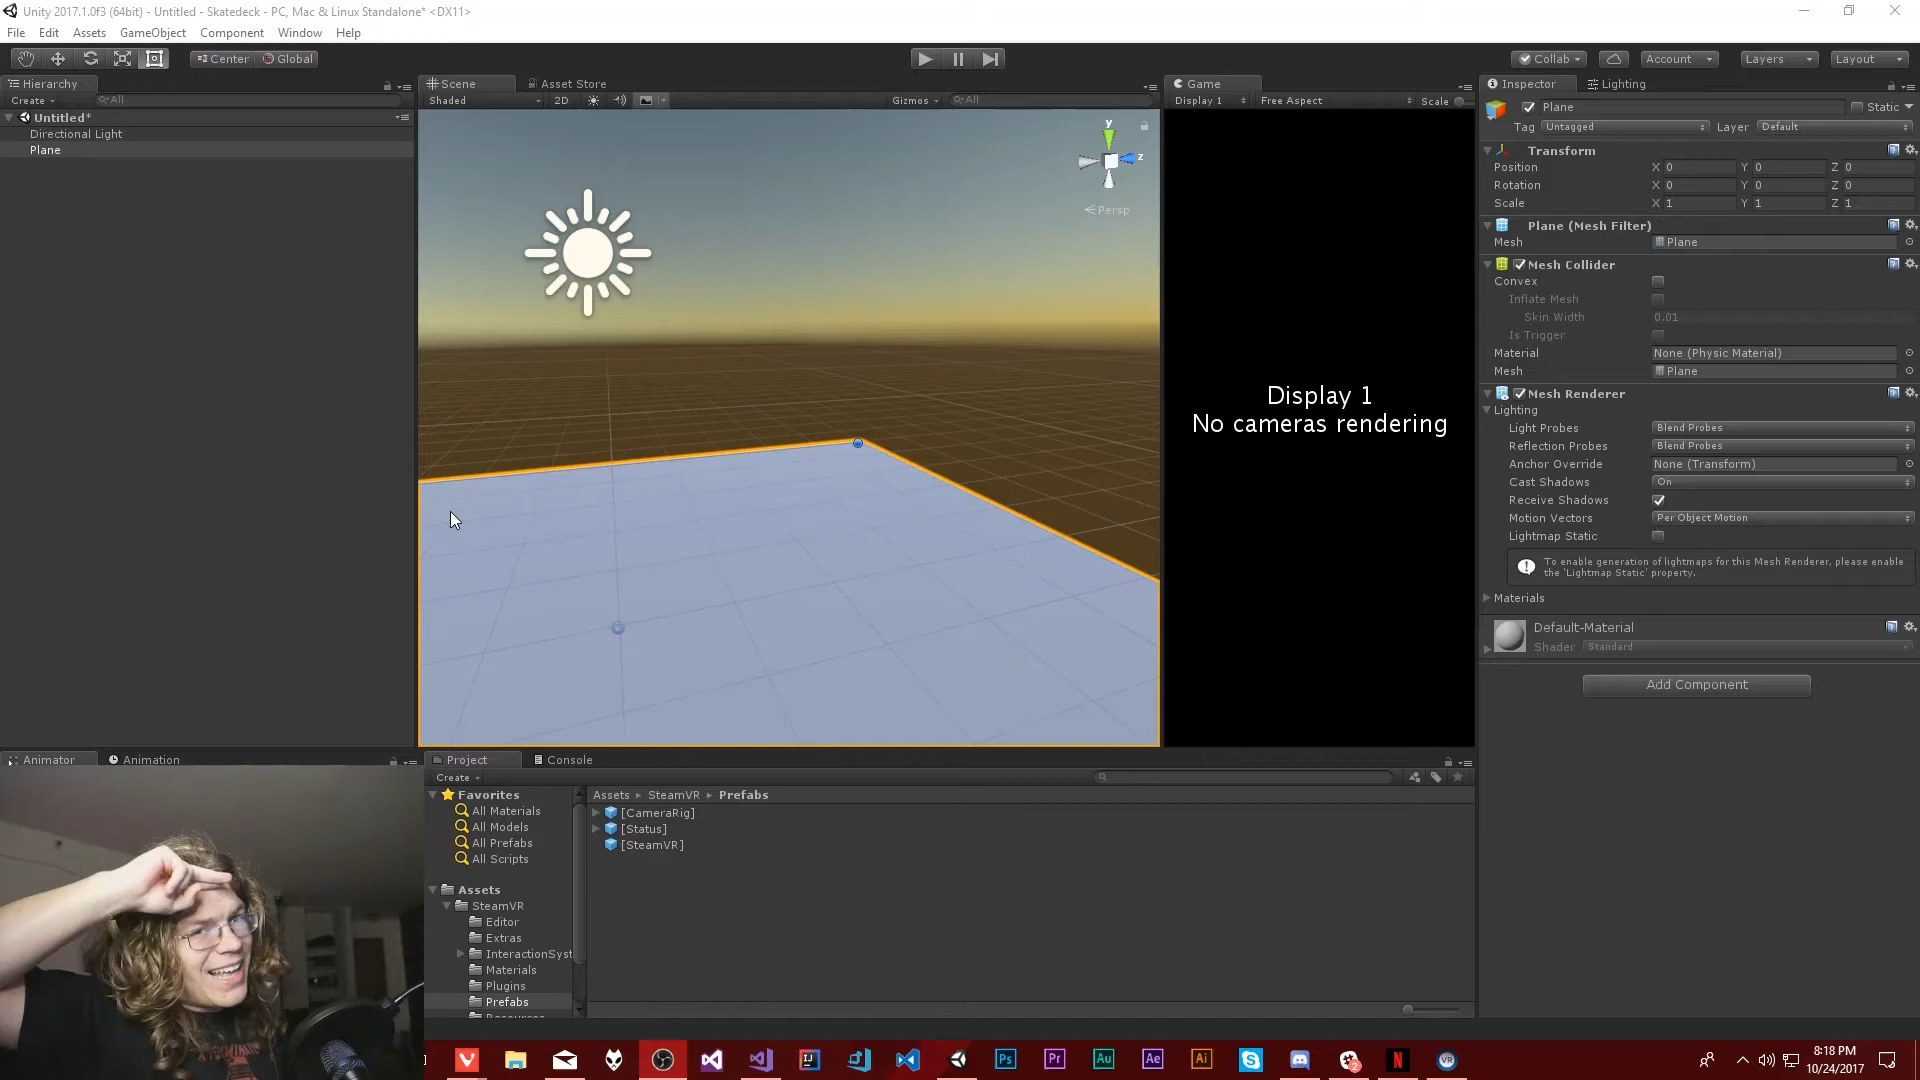 Unity 2017.1.0f3 (64bit) - Untitled - Skatedeck - PC, Mac & Linux Standalone* <DX11>
File Edit Assets GameObject Component Window Help
Center Global Collab Account Layers Layout
Hierarchy
Create All
Untitled*
Directional Light
Plane
Scene Asset Store
Shaded 2D Gizmos All
y
z
Persp
Game
Display 1 Free Aspect Scale
Display 1
No cameras rendering
Inspector Lighting
Plane Static
Tag Untagged Layer Default
Transform
Position X 0 Y 0 Z 0
Rotation X 0 Y 0 Z 0
Scale X 1 Y 1 Z 1
Plane (Mesh Filter)
Mesh Plane
Mesh Collider
Convex
Inflate Mesh
Skin Width 0.01
Is Trigger
Material None (Physic Material)
Mesh Plane
Mesh Renderer
Lighting
Light Probes Blend Probes
Reflection Probes Blend Probes
Anchor Override None (Transform)
Cast Shadows On
Receive Shadows
Motion Vectors Per Object Motion
Lightmap Static
To enable generation of lightmaps for this Mesh Renderer, please enable
the 'Lightmap Static' property.
Materials
Default-Material
Shader Standard
Add Component
Animator Animation
Project Console
Create
Favorites
All Materials
All Models
All Prefabs
All Scripts
Assets
SteamVR
Editor
Extras
InteractionSyst
Materials
Plugins
Prefabs
Assets SteamVR Prefabs
[CameraRig]
[Status]
[SteamVR]
Ps Pr Au Ae Ai
2
N
VR
8:18 PM
10/24/2017